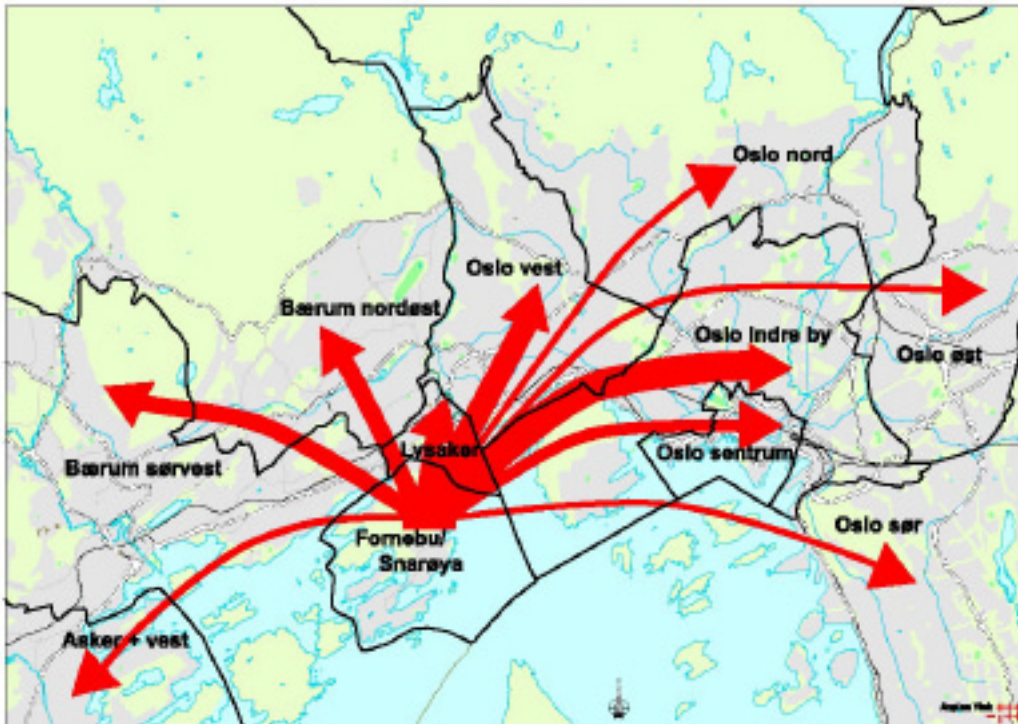 Oslo nord
Oslo vest
Bærum nordøst
Oslo indre by
Oslo øst
Lysaker
Bærum sørvest
Oslo sentrum
Oslo sør
Fornebu/
Snarøya
Asker + vest